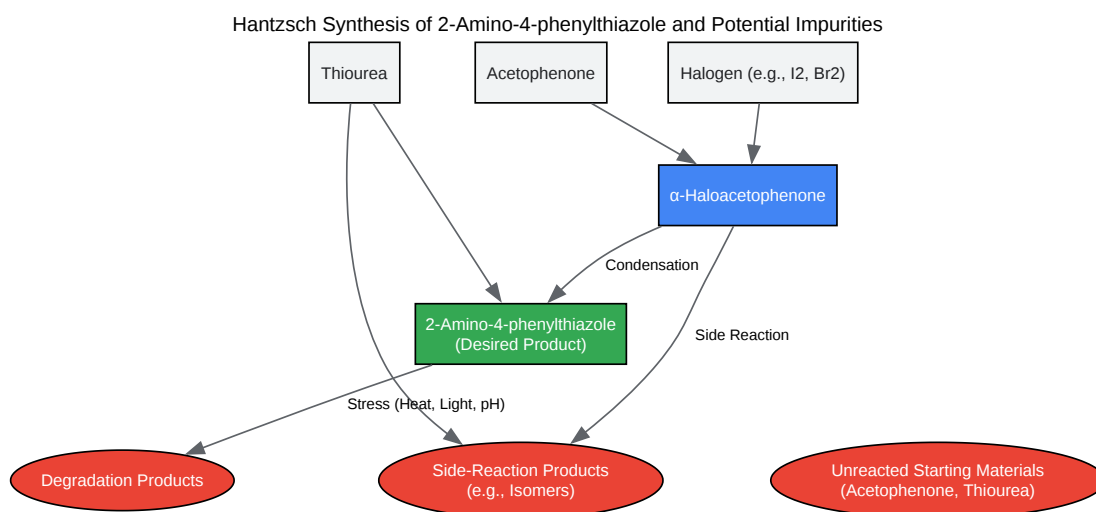 Hantzsch Synthesis of 2-Amino-4-phenylthiazole and Potential Impurities
Thiourea
Acetophenone
Halogen (e.g., I2, Br2)
α-Haloacetophenone
Condensation
2-Amino-4-phenylthiazole
(Desired Product)
Side Reaction
Stress (Heat, Light, pH)
Degradation Products
Side-Reaction Products
(e.g., Isomers)
Unreacted Starting Materials
(Acetophenone, Thiourea)